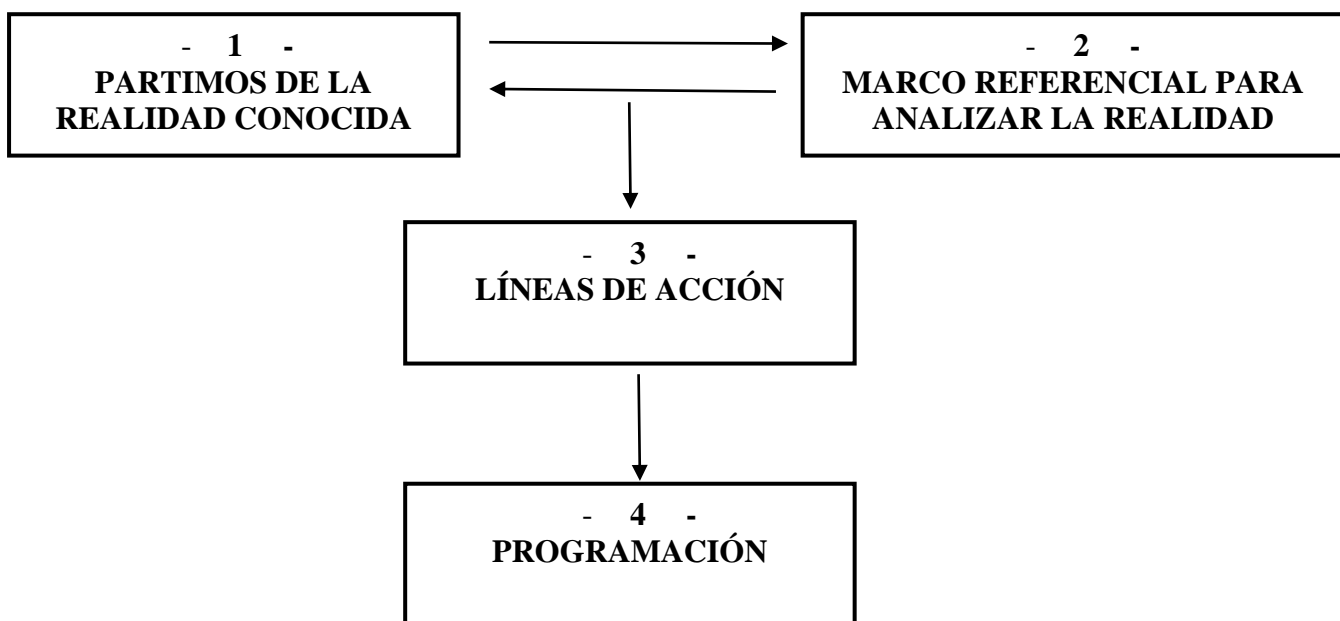 - 1 -
PARTIMOS DE LA
REALIDAD CONOCIDA
- 2 -
MARCO REFERENCIAL PARA
ANALIZAR LA REALIDAD
- 3 -
LÍNEAS DE ACCIÓN
- 4 -
PROGRAMACIÓN